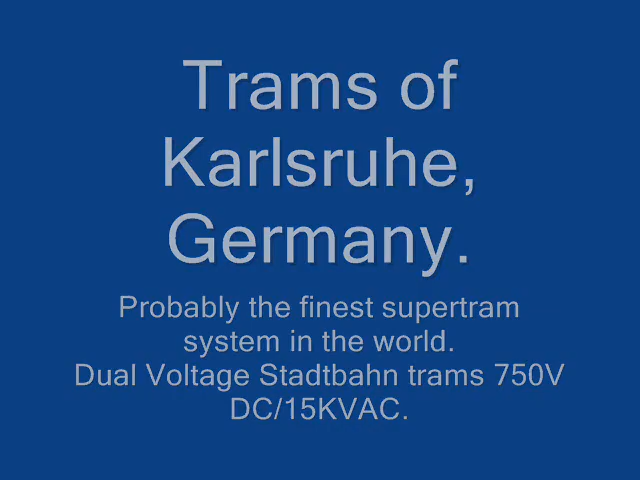 Trams of
Karlsruhe,
Germany.
Probably the finest supertram
system in the world.
Dual Voltage Stadtbahn trams 750V
DC/15KVAC.